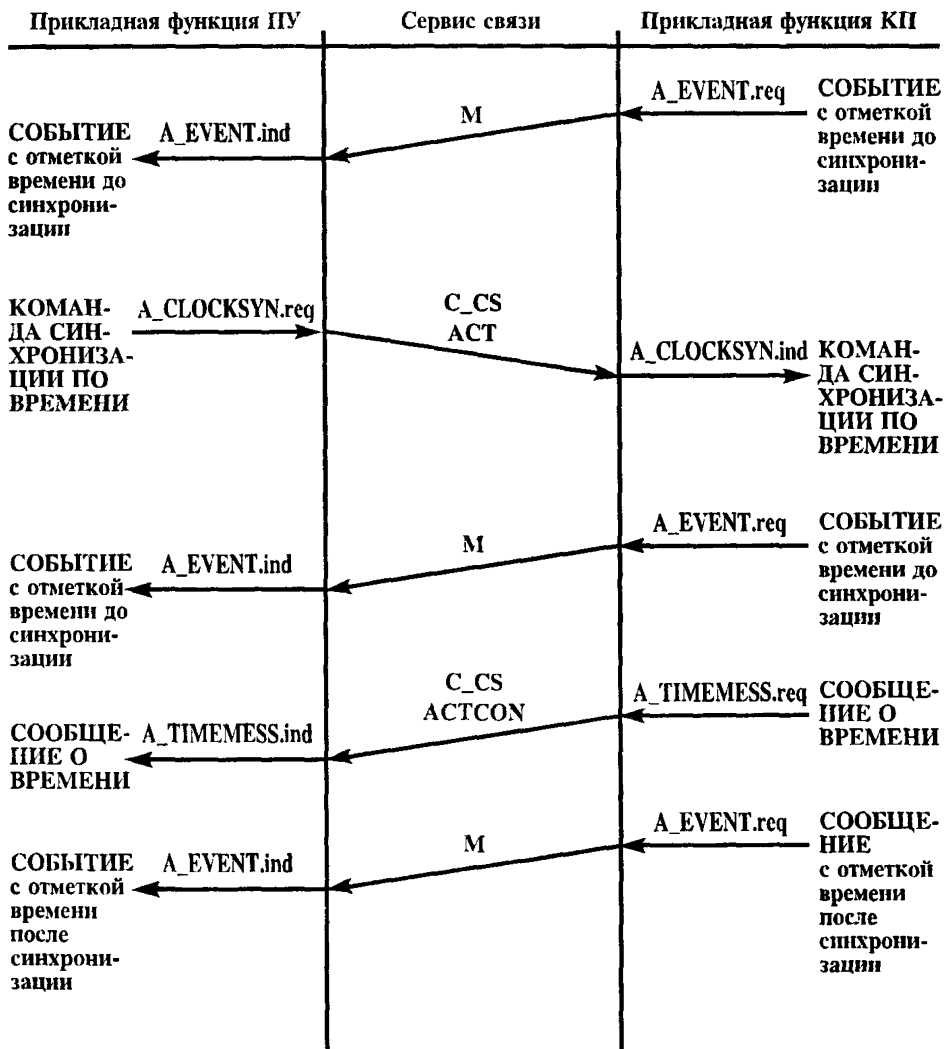 Прикладная функция ПУ
Сервис связи
Прикладная функция КП
A_EVENT.req
СОБЫТИЕ
с отметкой
времени до
синхрони-
зации
M
СОБЫТИЕ
с отметкой
времени до
синхрони-
зации
A_EVENT.ind
КОМАН-
ДА СИН-
ХРОНИЗА-
ЦИИ ПО
ВРЕМЕНИ
A_CLOCKSYN.req
C_CS
ACT
A_CLOCKSYN.ind
КОМАН-
ДА СИН-
ХРОНИЗА-
ЦИИ ПО
ВРЕМЕНИ
A_EVENT.req
СОБЫТИЕ
с отметкой
времени до
синхрони-
зации
M
СОБЫТИЕ
с отметкой
времени до
синхрони-
зации
A_EVENT.ind
C_CS
ACTCON
A_TIMEMESS.req
СООБЩЕ-
НИЕ О
ВРЕМЕНИ
СООБЩЕ-
НИЕ О
ВРЕМЕНИ
A_TIMEMESS.ind
A_EVENT.req
СООБЩЕ-
НИЕ
с отметкой
времени
после
синхрони-
зации
M
СОБЫТИЕ
с отметкой
времени
после
синхрони-
зации
A_EVENT.ind